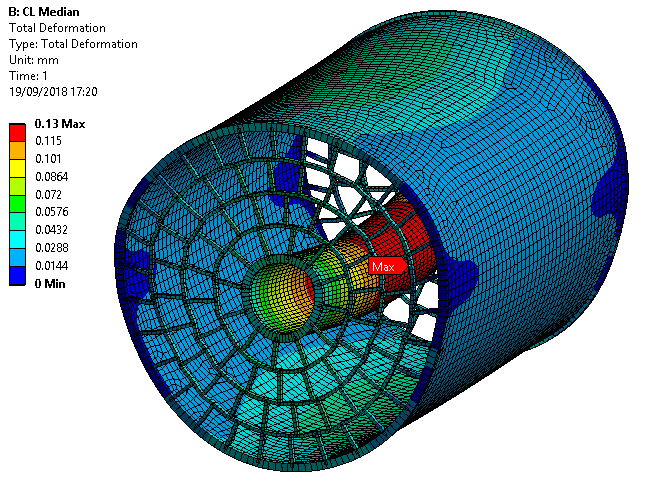 B: CL Median
Total Deformation
Type: Total Deformation
Unit: mm
Time: 1
19/09/2018 17:20
0.13 Max
0.115
0.101
0.0864
0.072
0.0576
0.0432
0.0288
0.0144
0 Min
Max